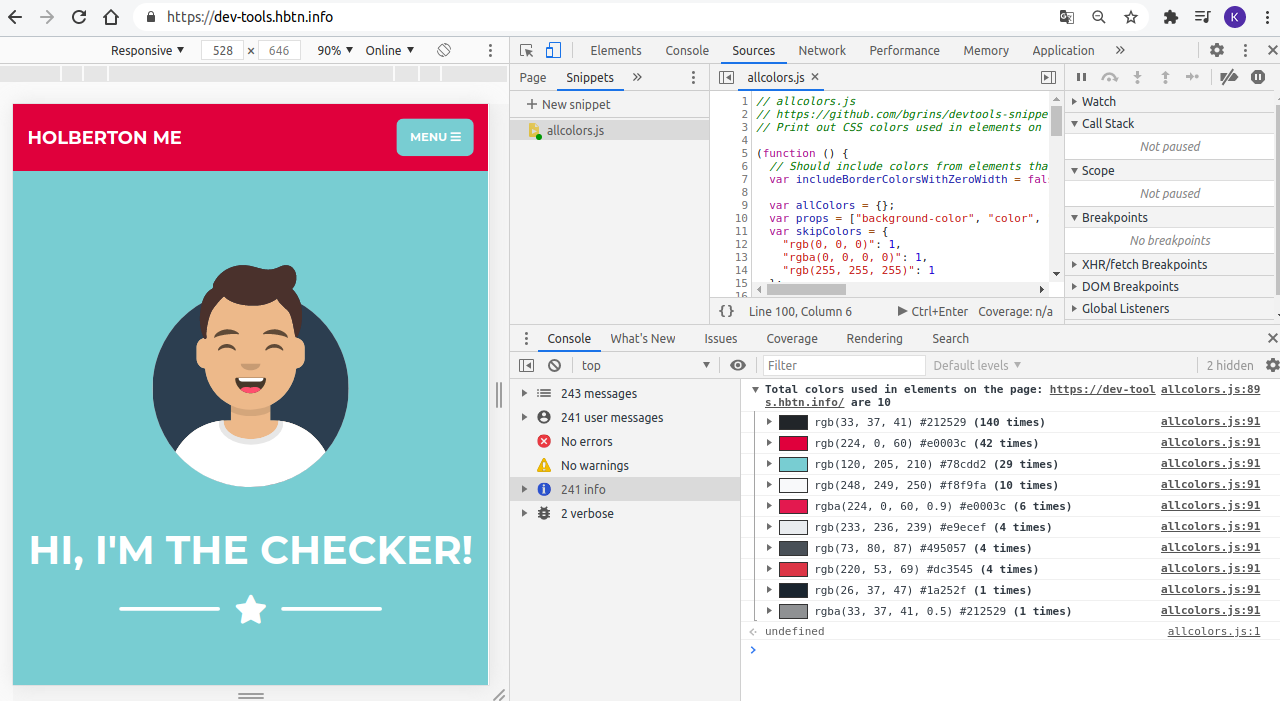 https://dev-tools.hbtn.info
K
Responsive ▼ 528 × 646 90% ▼ Online ▼
Elements Console Sources Network Performance Memory Application »
Page Snippets »
allcolors.js ×
+ New snippet
allcolors.js
1 // allcolors.js
2 // https://github.com/bgrins/devtools-snippe
3 // Print out CSS colors used in elements on
4
5 (function () {
6 // Should include colors from elements tha
7 var includeBorderColorsWithZeroWidth = fal
8
9 var allColors = {};
10 var props = ["background-color", "color",
11 var skipColors = {
12 "rgb(0, 0, 0)": 1,
13 "rgba(0, 0, 0, 0)": 1,
14 "rgb(255, 255, 255)": 1
15 };
16
{} Line 100, Column 6 ▶ Ctrl+Enter Coverage: n/a
Watch
Call Stack
Not paused
Scope
Not paused
Breakpoints
No breakpoints
XHR/fetch Breakpoints
DOM Breakpoints
Global Listeners
HOLBERTON ME
MENU
HI, I'M THE CHECKER!
Console What's New Issues Coverage Rendering Search
top ▼ Filter Default levels ▼ 2 hidden
243 messages
241 user messages
No errors
No warnings
241 info
2 verbose
Total colors used in elements on the page: https://dev-tool allcolors.js:89
s.hbtn.info/ are 10
rgb(33, 37, 41) #212529 (140 times) allcolors.js:91
rgb(224, 0, 60) #e0003c (42 times) allcolors.js:91
rgb(120, 205, 210) #78cdd2 (29 times) allcolors.js:91
rgb(248, 249, 250) #f8f9fa (10 times) allcolors.js:91
rgba(224, 0, 60, 0.9) #e0003c (6 times) allcolors.js:91
rgb(233, 236, 239) #e9ecef (4 times) allcolors.js:91
rgb(73, 80, 87) #495057 (4 times) allcolors.js:91
rgb(220, 53, 69) #dc3545 (4 times) allcolors.js:91
rgb(26, 37, 47) #1a252f (1 times) allcolors.js:91
rgba(33, 37, 41, 0.5) #212529 (1 times) allcolors.js:91
undefined allcolors.js:1